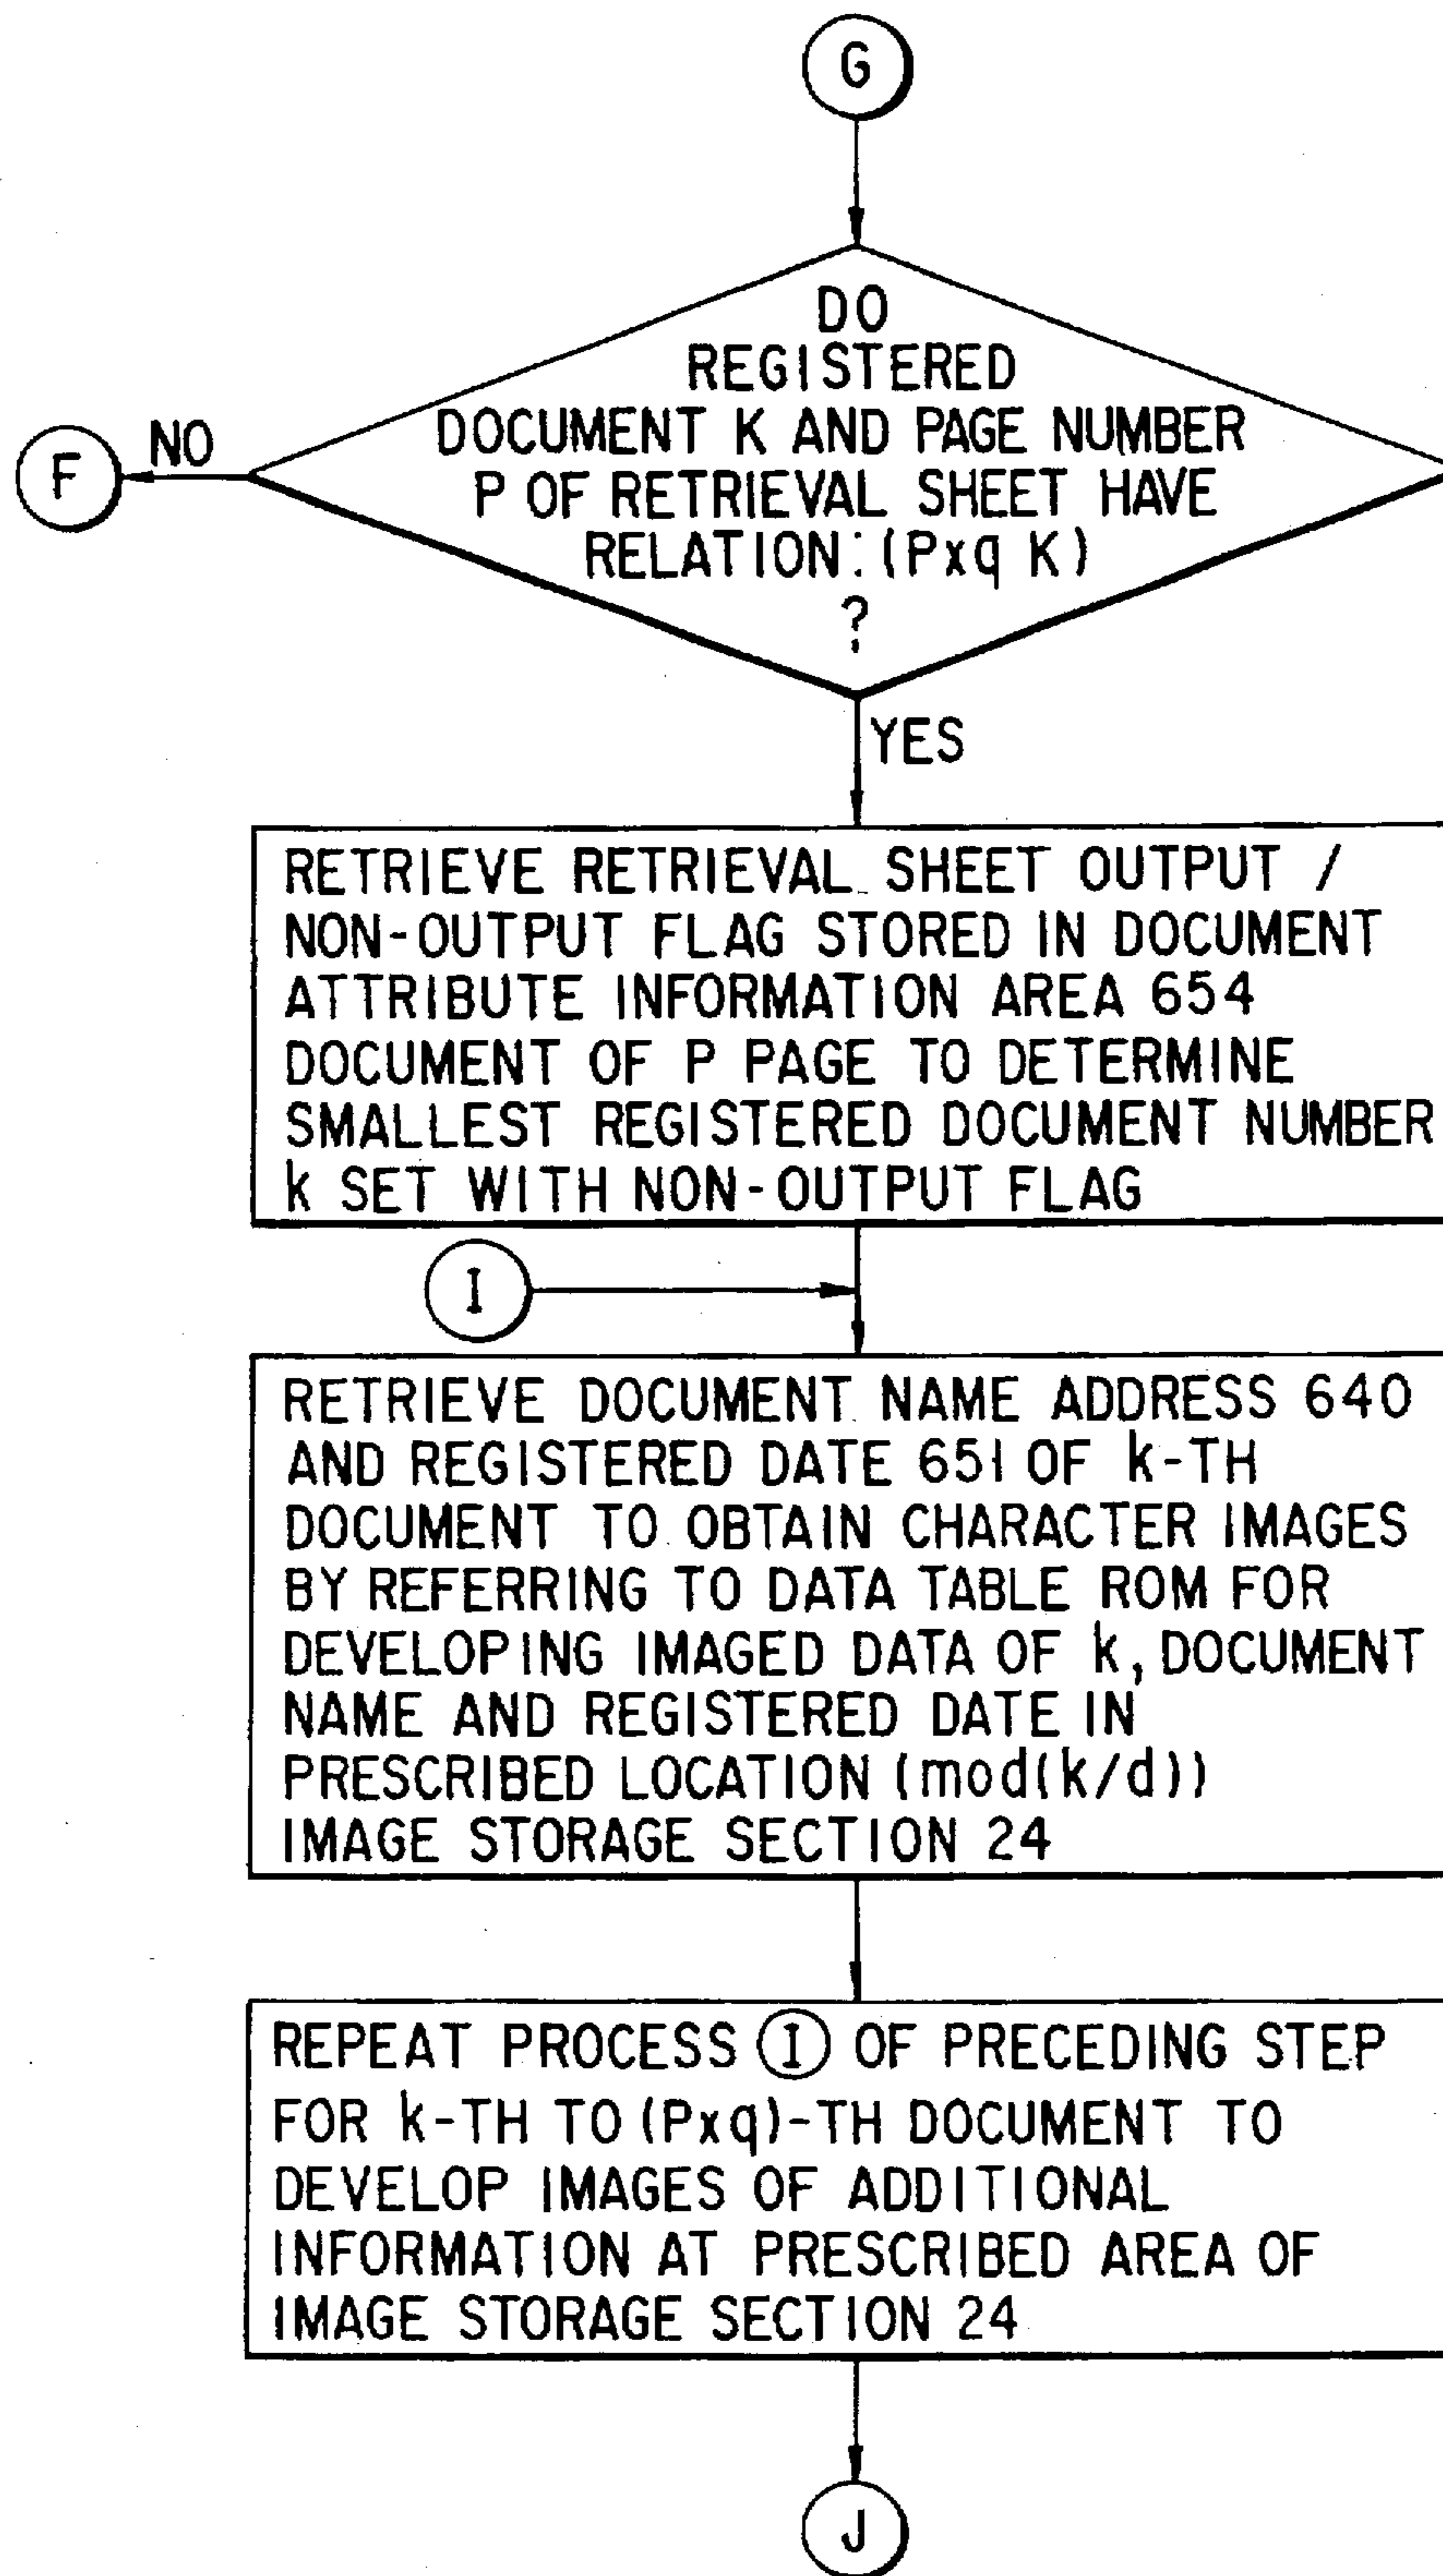 G
DO
REGISTERED
DOCUMENT K AND PAGE NUMBER
P OF RETRIEVAL SHEET HAVE
RELATION:(Pxq K)
?
NO
F
YES
RETRIEVE RETRIEVAL SHEET OUTPUT /
NON-OUTPUT FLAG STORED IN DOCUMENT
ATTRIBUTE INFORMATION AREA 654
DOCUMENT OF P PAGE TO DETERMINE
SMALLEST REGISTERED DOCUMENT NUMBER
k SET WITH NON-OUTPUT FLAG
I
RETRIEVE DOCUMENT NAME ADDRESS 640
AND REGISTERED DATE 651 OF k-TH
DOCUMENT TO OBTAIN CHARACTER IMAGES
BY REFERRING TO DATA TABLE ROM FOR
DEVELOPING IMAGED DATA OF k, DOCUMENT
NAME AND REGISTERED DATE IN
PRESCRIBED LOCATION (mod(k/d))
IMAGE STORAGE SECTION 24
REPEAT PROCESS I OF PRECEDING STEP
FOR k-TH TO (Pxq)-TH DOCUMENT TO
DEVELOP IMAGES OF ADDITIONAL
INFORMATION AT PRESCRIBED AREA OF
IMAGE STORAGE SECTION 24
J